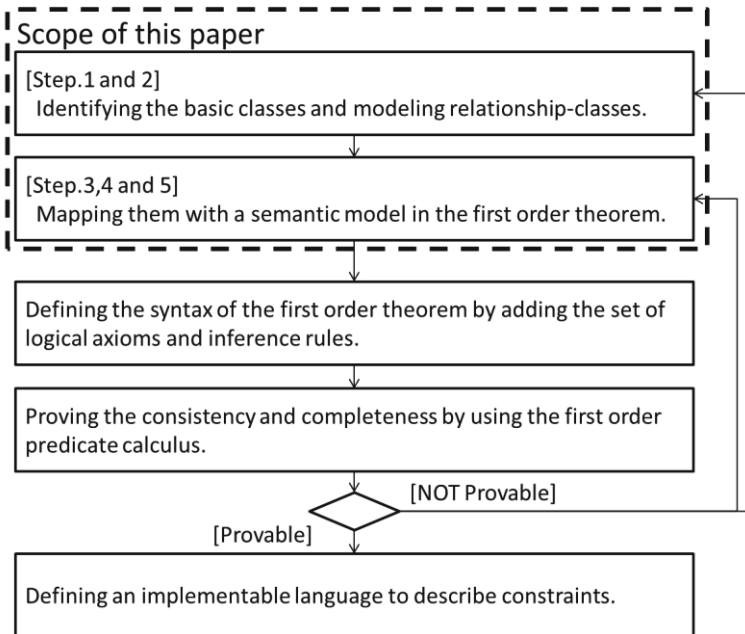 Scope of this paper
[Step.1 and 2]
Identifying the basic classes and modeling relationship-classes.
[Step.3,4 and 5]
Mapping them with a semantic model in the first order theorem.
Defining the syntax of the first order theorem by adding the set of
logical axioms and inference rules.
Proving the consistency and completeness by using the first order
predicate calculus.
[NOT Provable]
[Provable]
Defining an implementable language to describe constraints.